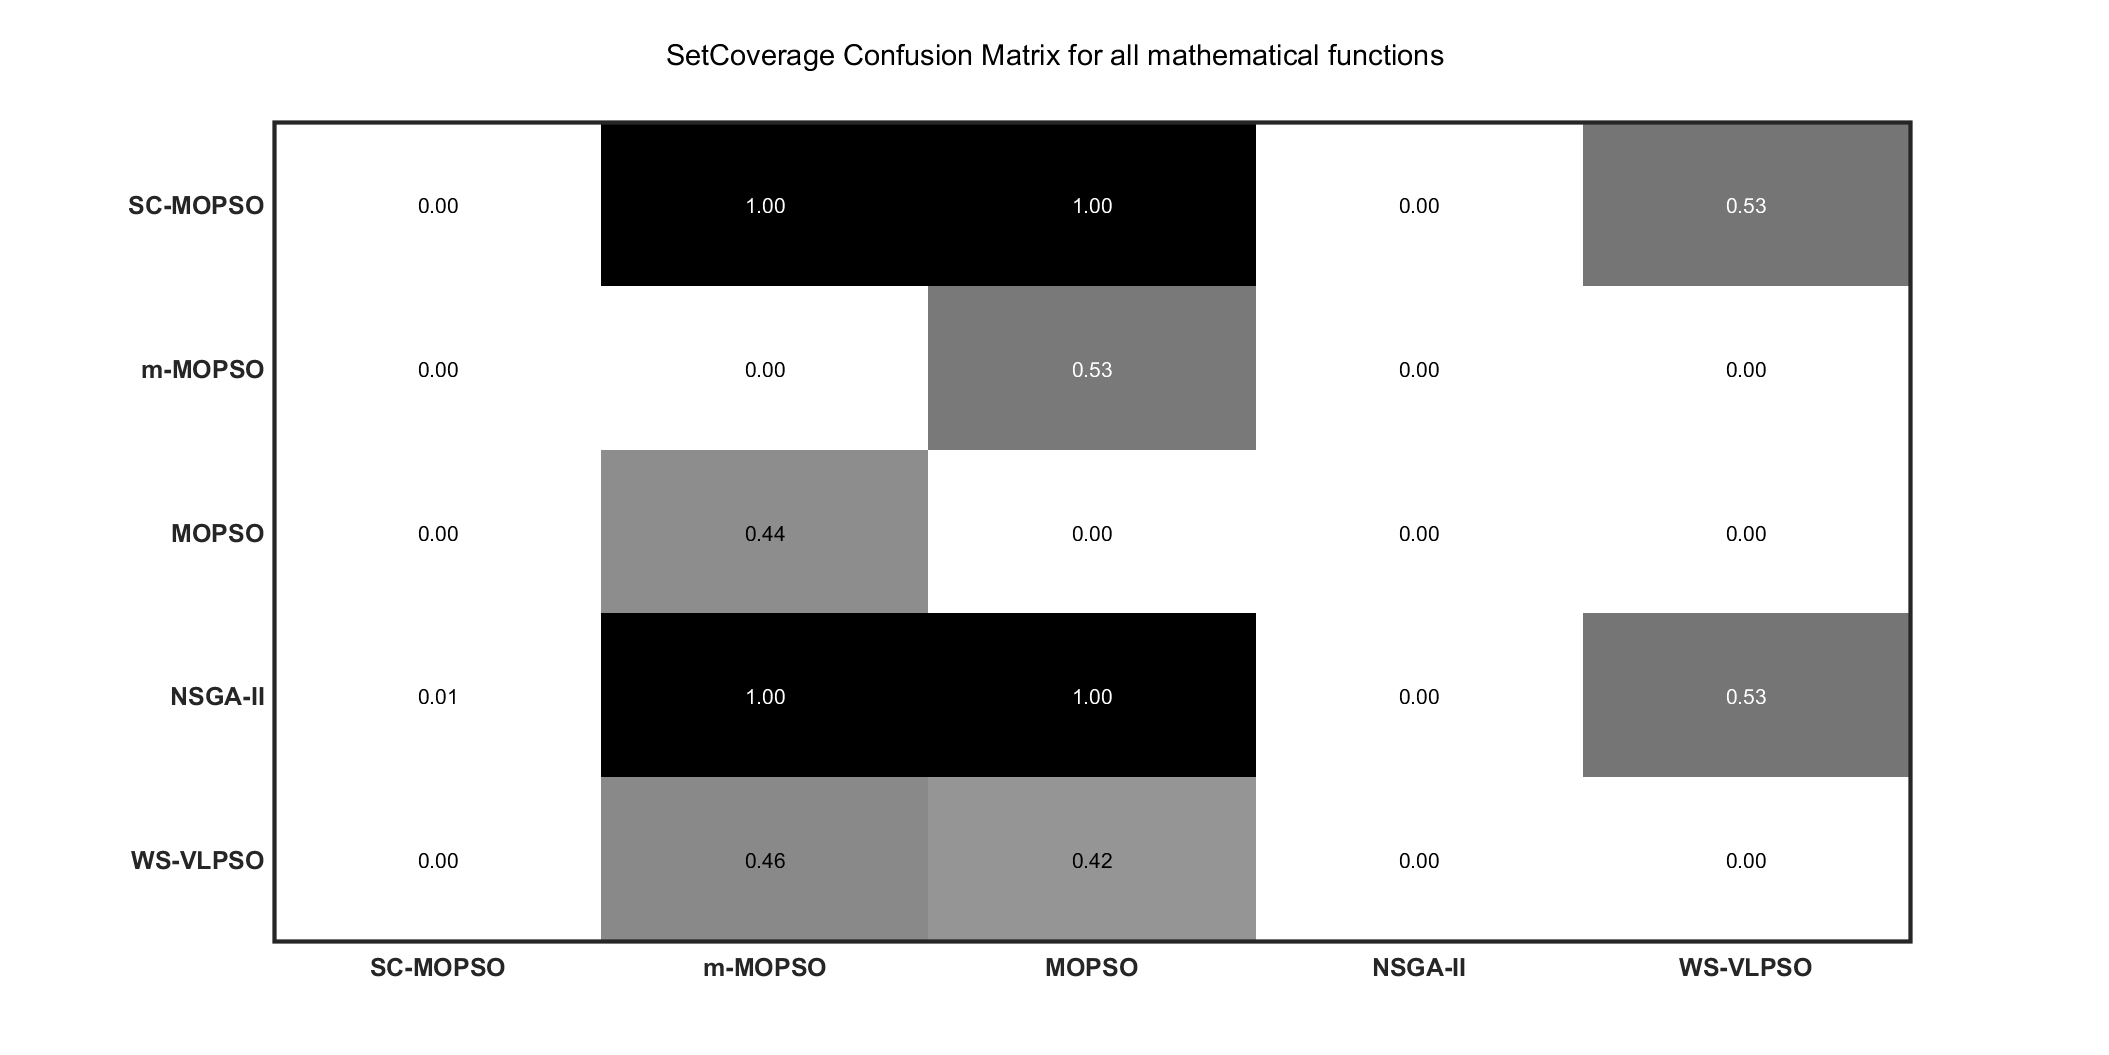 SetCoverage Confusion Matrix for all mathematical functions
SC-MOPSO 0.00 1.00 1.00 0.00 0.53
m-MOPSO 0.00 0.00 0.53 0.00 0.00
MOPSO 0.00 0.44 0.00 0.00 0.00
NSGA-II 0.01 1.00 1.00 0.00 0.53
WS-VLPSO 0.00 0.46 0.42 0.00 0.00
SC-MOPSO m-MOPSO MOPSO NSGA-II WS-VLPSO